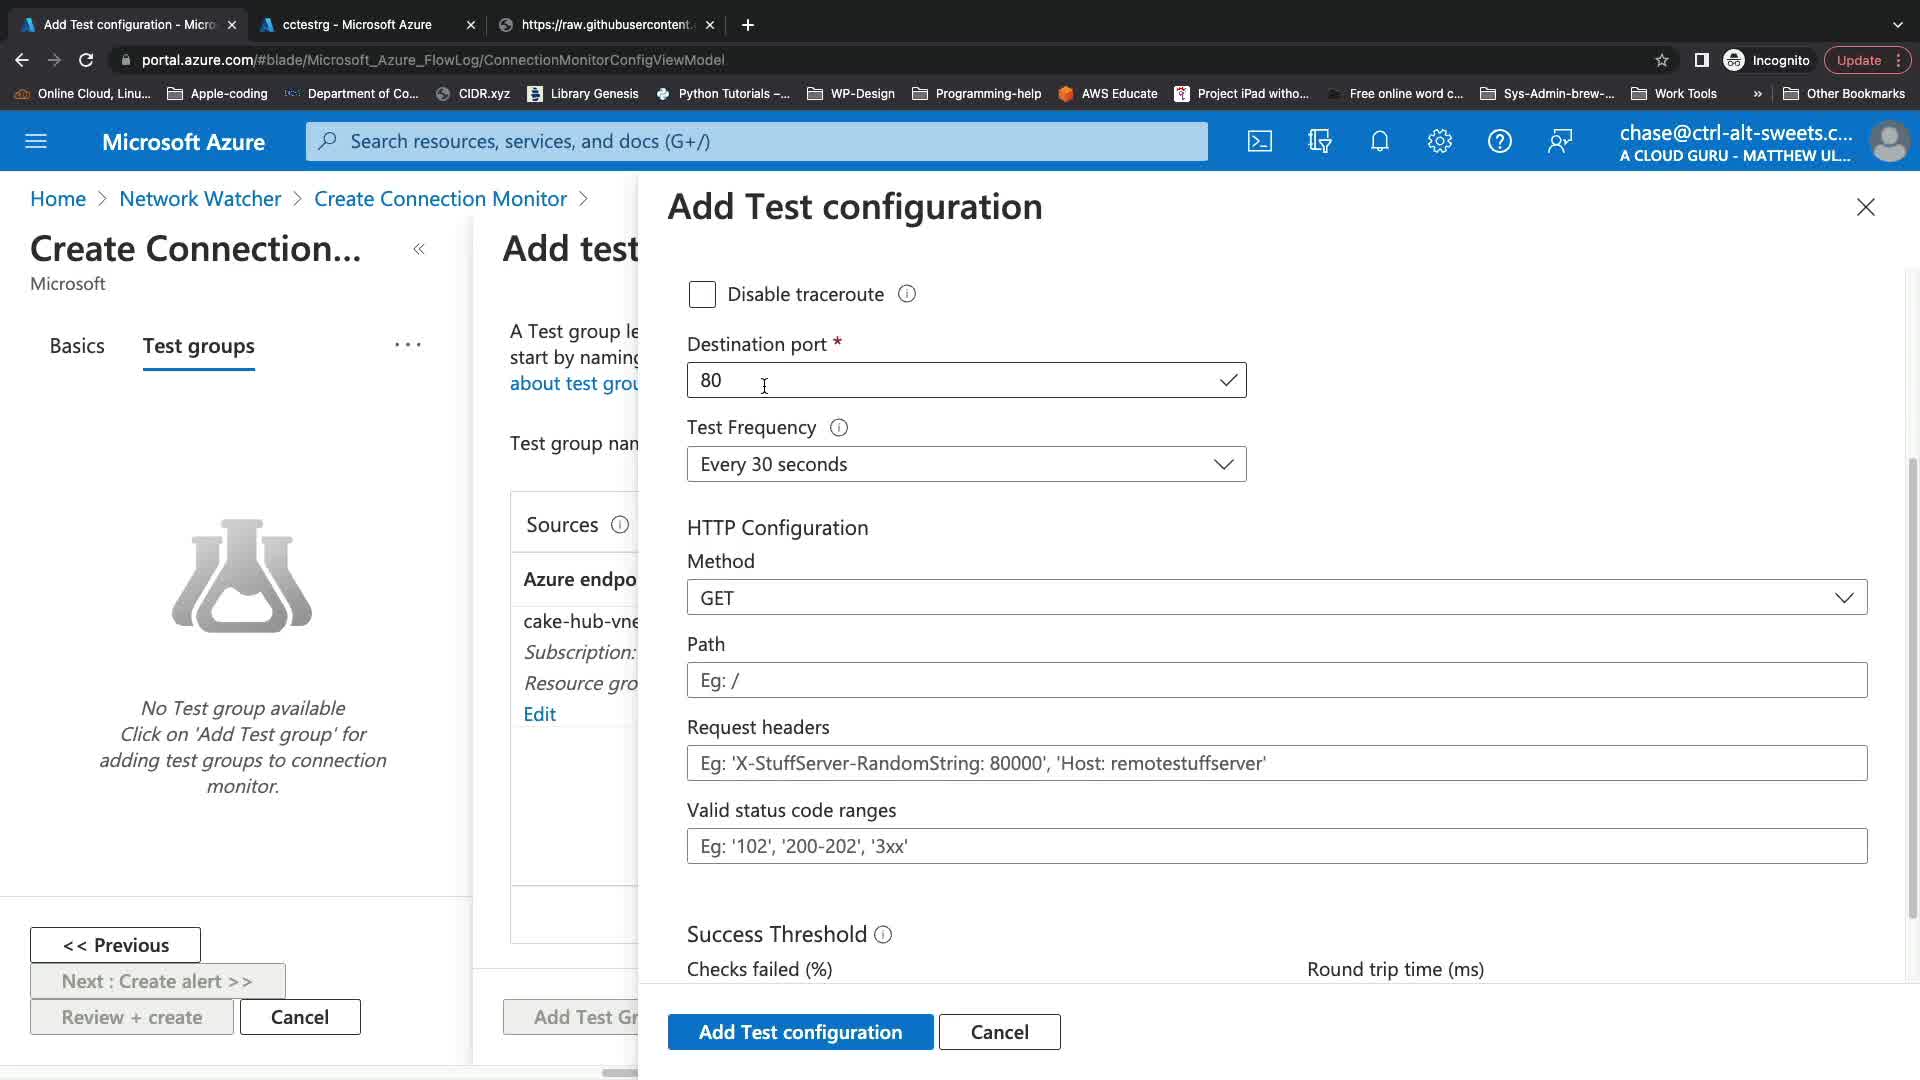 Add Test configuration - Micro
cctestrg - Microsoft Azure
https://raw.githubusercontent.
portal.azure.com/#blade/Microsoft_Azure_FlowLog/ConnectionMonitorConfigViewModel
Incognito
Update
Online Cloud, Linu...
Apple-coding
Department of Co...
CIDR.xyz
Library Genesis
Python Tutorials –...
WP-Design
Programming-help
AWS Educate
Project iPad witho...
Free online word c...
Sys-Admin-brew-...
Work Tools
»
Other Bookmarks
Microsoft Azure
Search resources, services, and docs (G+/)
chase@ctrl-alt-sweets.c...
A CLOUD GURU - MATTHEW UL...
Home > Network Watcher > Create Connection Monitor >
Create Connection...
«
Microsoft
Basics
Test groups
...
No Test group available
Click on 'Add Test group' for
adding test groups to connection
monitor.
<< Previous
Next : Create alert >>
Review + create
Cancel
Add test
A Test group le
start by naming
about test grou
Test group nam
Sources
Azure endpo
cake-hub-vne
Subscription:
Resource gro
Edit
Add Test Gr
Add Test configuration
Disable traceroute
Destination port *
80
Test Frequency
Every 30 seconds
HTTP Configuration
Method
GET
Path
Eg: /
Request headers
Eg: 'X-StuffServer-RandomString: 80000', 'Host: remotestuffserver'
Valid status code ranges
Eg: '102', '200-202', '3xx'
Success Threshold
Checks failed (%)
Round trip time (ms)
Add Test configuration
Cancel